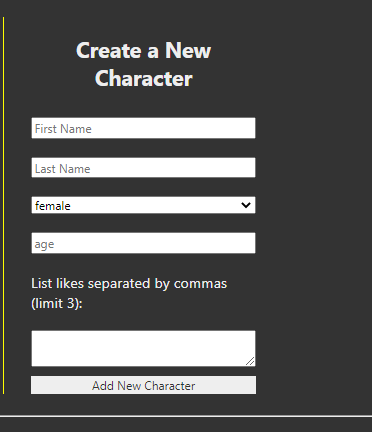 Create a New
Character
First Name
Last Name
female
age
List likes separated by commas
(limit 3):
Add New Character